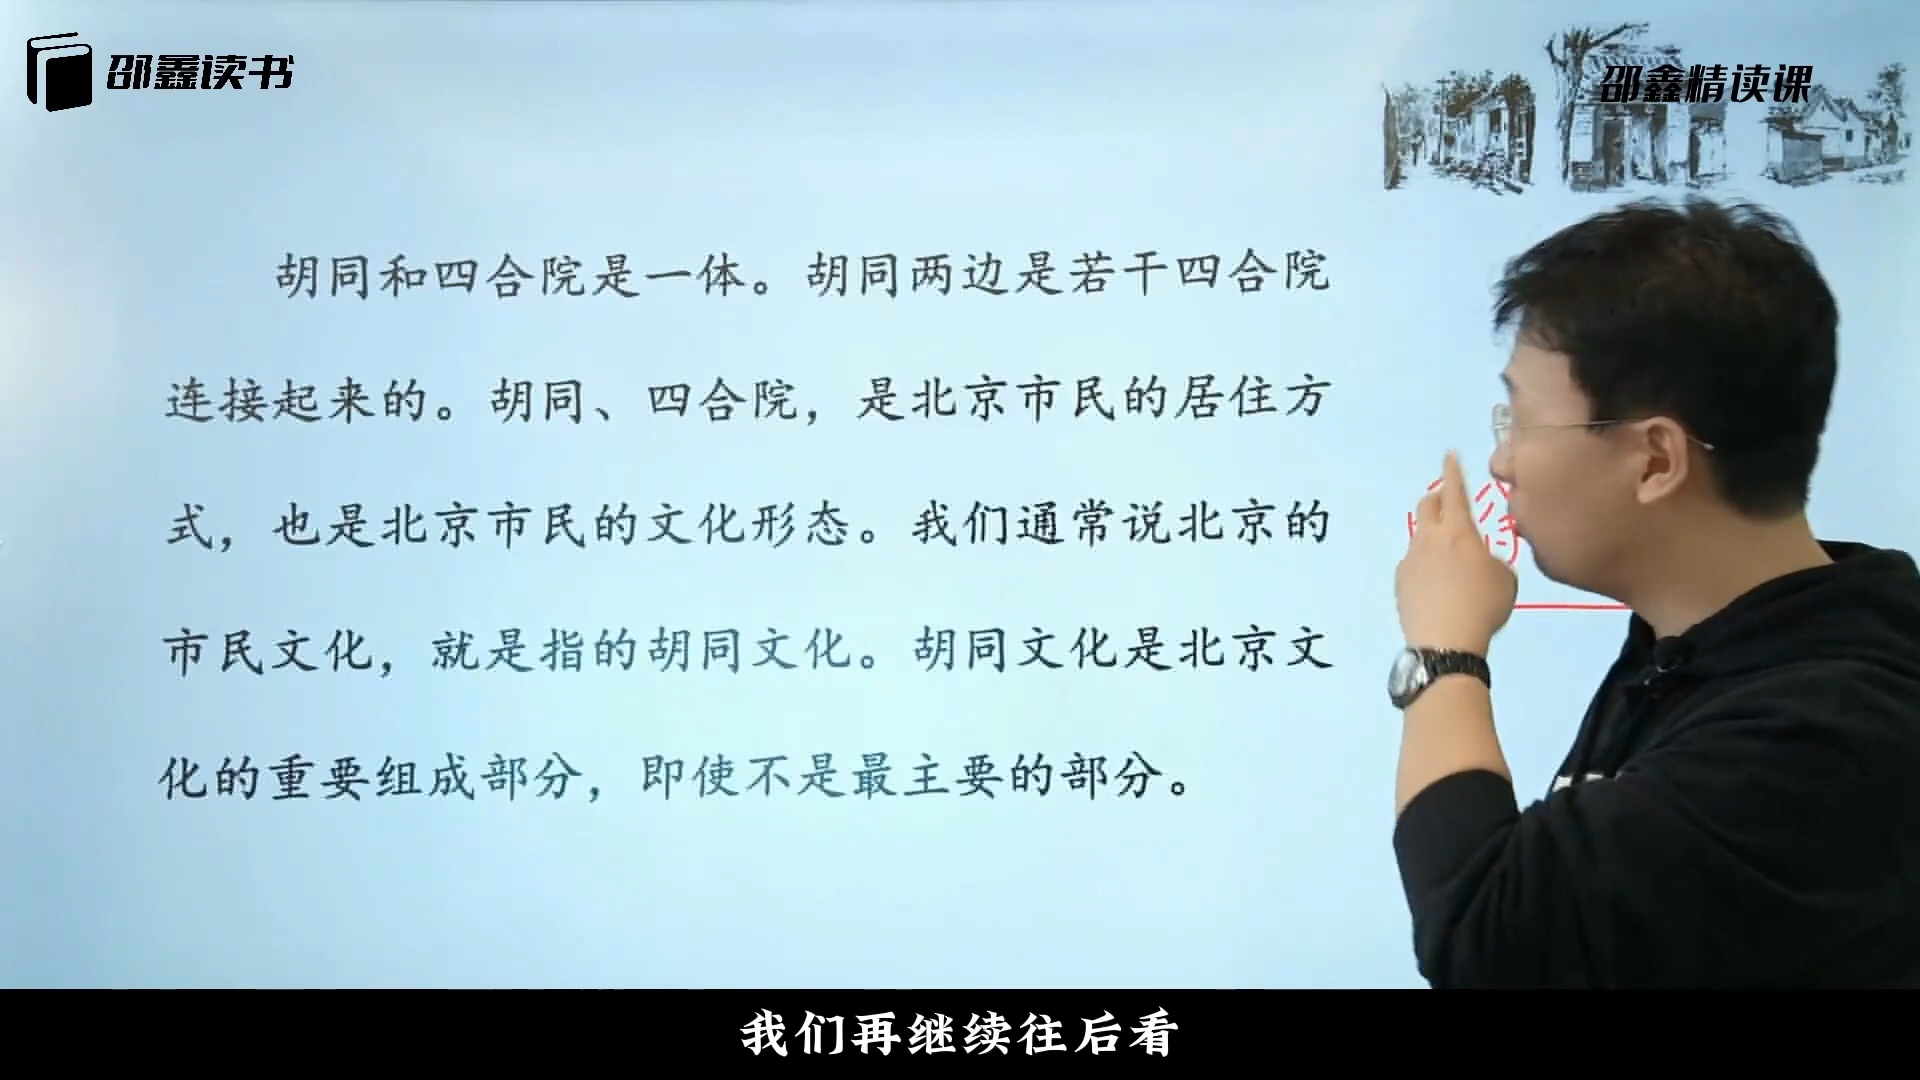 邵鑫读书
邵鑫精读课
胡同和四合院是一体。胡同两边是若干四合院
连接起来的。胡同、四合院，是北京市民的居住方
式，也是北京市民的文化形态。我们通常说北京的
市民文化，就是指的胡同文化。胡同文化是北京文
化的重要组成部分，即使不是最主要的部分。
我们再继续往后看